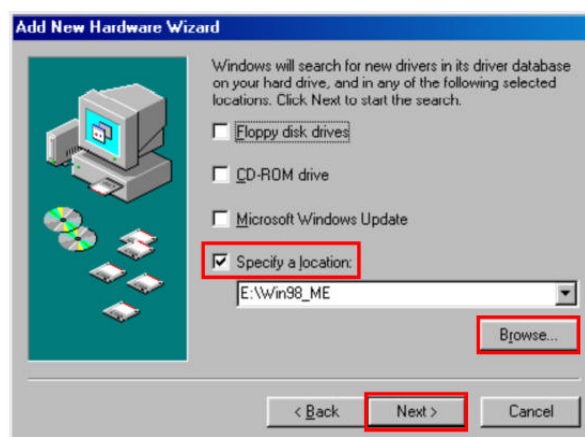 Add New Hardware Wizard
Windows will search for new drivers in its driver database
on your hard drive, and in any of the following selected
locations. Click Next to start the search.
Floppy disk drives
CD-ROM drive
Microsoft Windows Update
Specify a location:
E:\Win98_ME
Browse...
< Back
Next >
Cancel